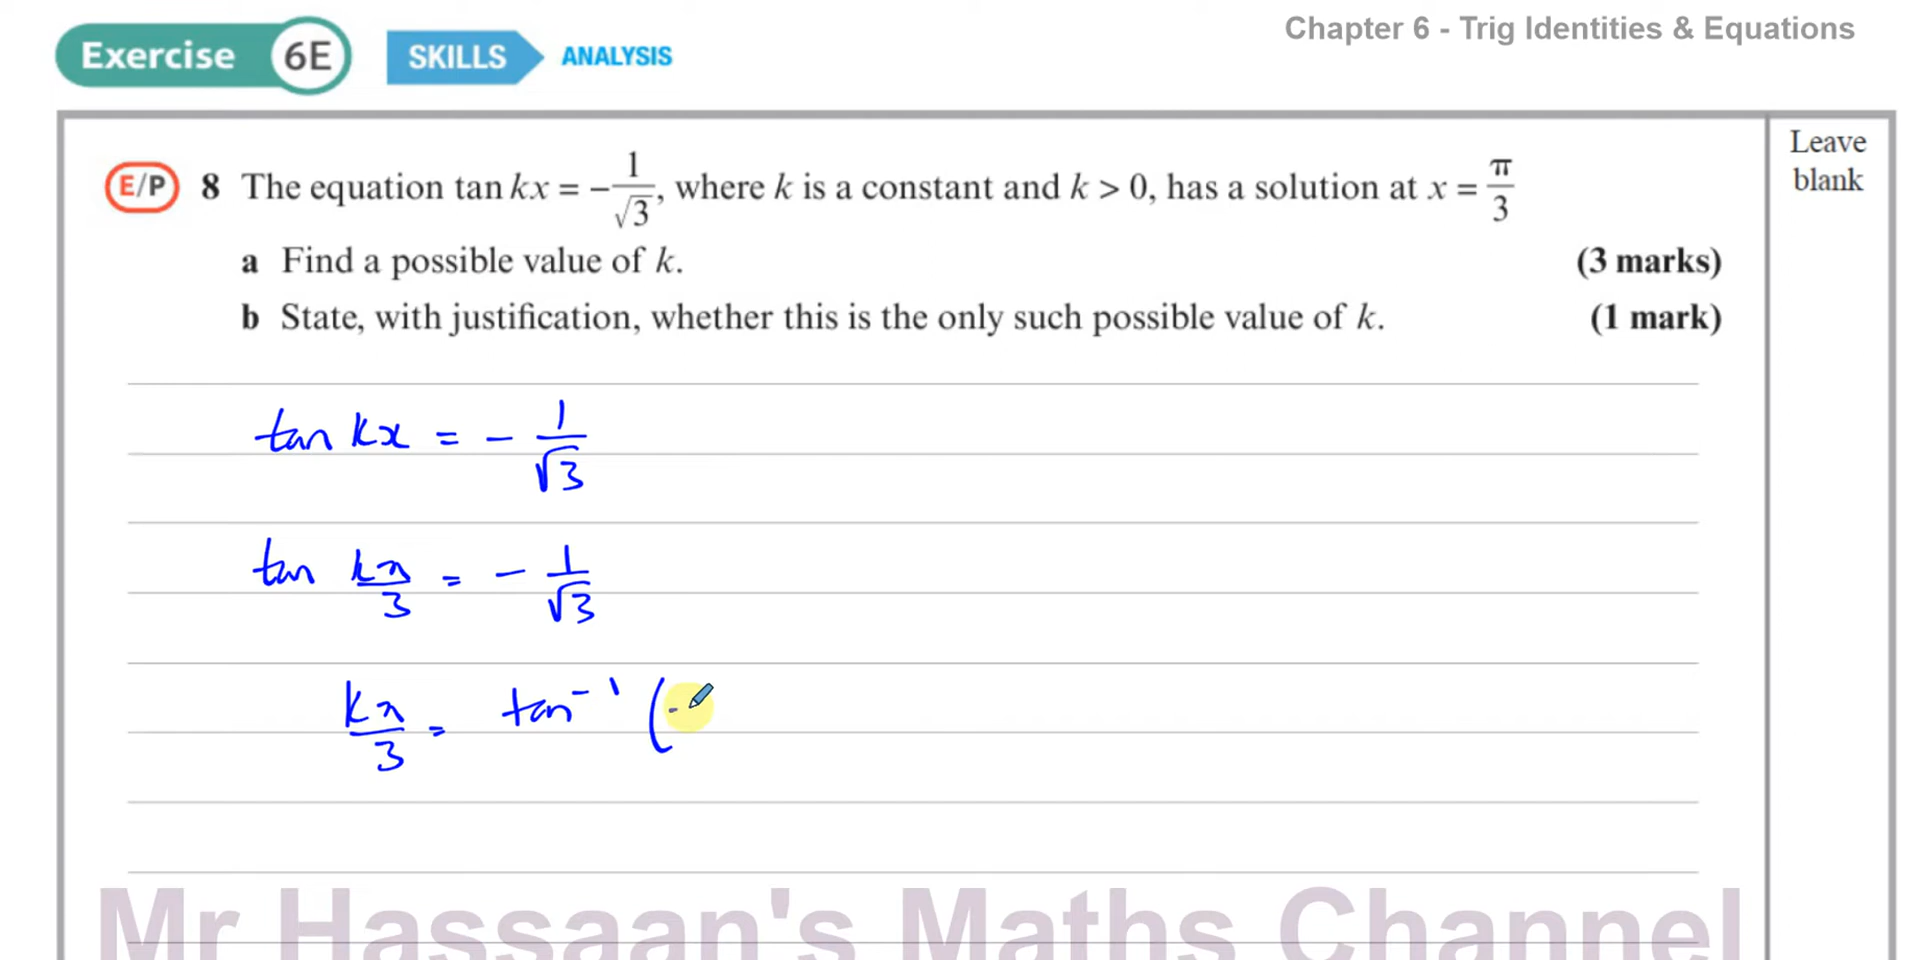 Chapter 6 - Trig Identities & Equations
Exercise 6E SKILLS ANALYSIS
Leave
blank
E/P 8 The equation tan kx = -1/√3, where k is a constant and k > 0, has a solution at x = π/3
a Find a possible value of k. (3 marks)
b State, with justification, whether this is the only such possible value of k. (1 mark)
tan kx = - 1/√3
tan kπ/3 = - 1/√3
kπ/3 = tan⁻¹ (-
Mr Hassaan's Maths Channel